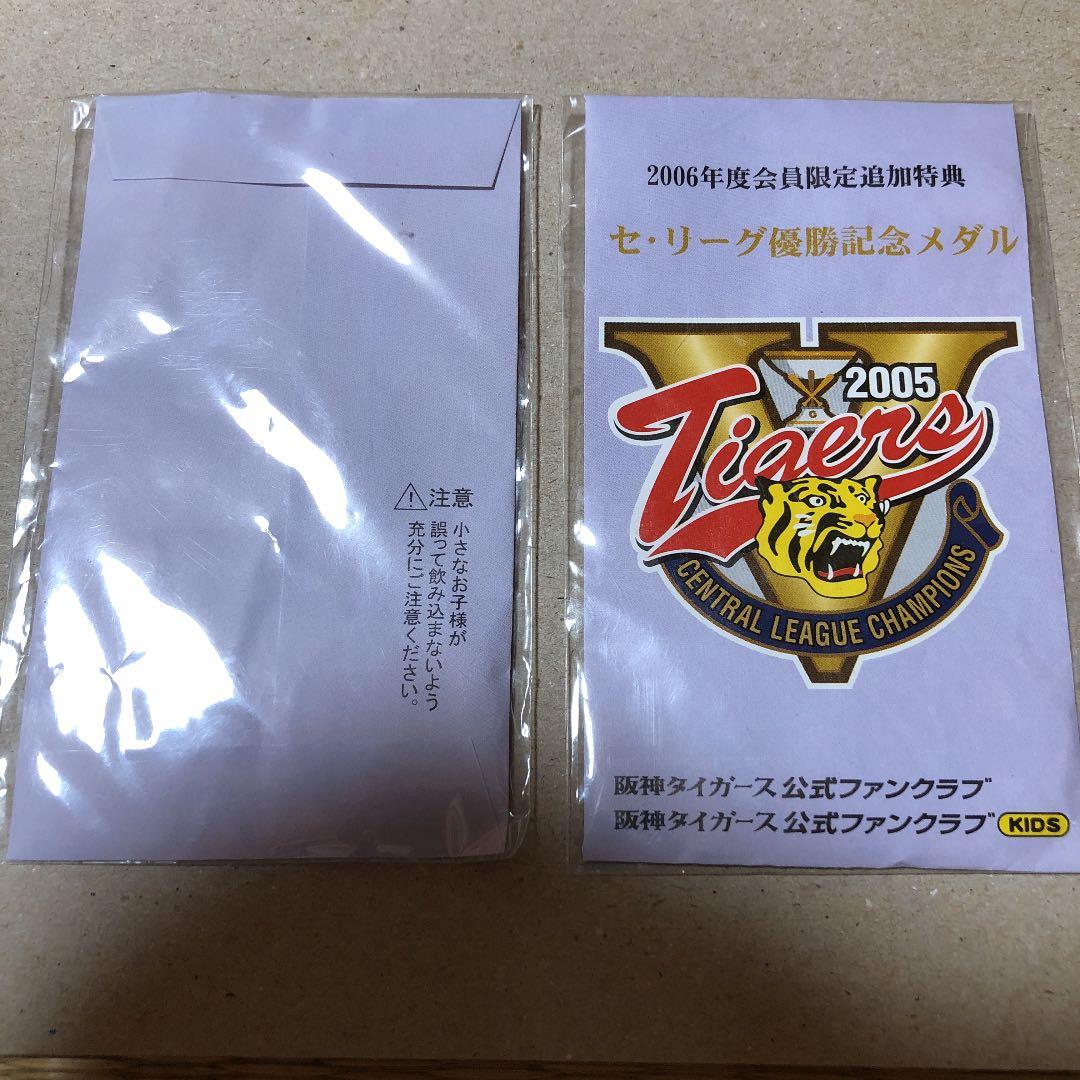 注意
小さなお子様が
誤って飲み込まないよう
充分にご注意ください。
2006年度会員限定追加特典
セ・リーグ優勝記念メダル
2005
Tigers
CENTRAL LEAGUE CHAMPIONS
阪神タイガース公式ファンクラブ
阪神タイガース公式ファンクラブ KIDS